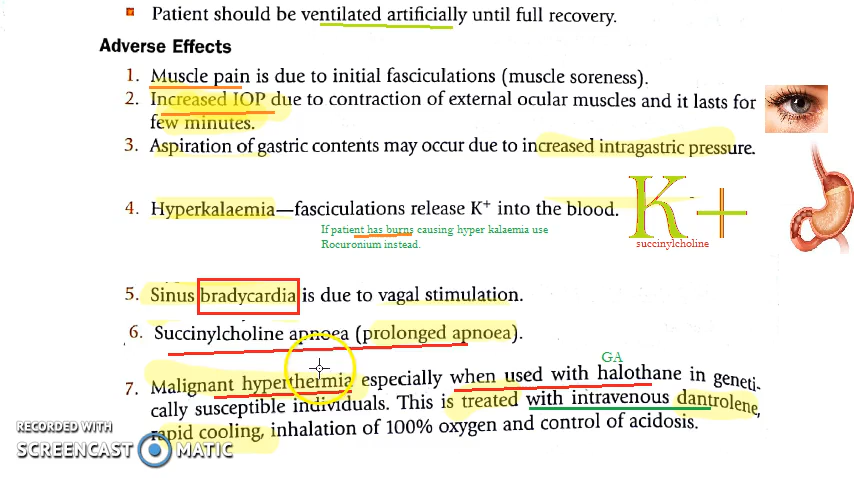 Patient should be ventilated artificially until full recovery.
Adverse Effects
1. Muscle pain is due to initial fasciculations (muscle soreness).
2. Increased IOP due to contraction of external ocular muscles and it lasts for
few minutes.
3. Aspiration of gastric contents may occur due to increased intragastric pressure.
4. Hyperkalaemia—fasciculations release K⁺ into the blood.
K+
If patient has burns causing hyper kalaemia use
Rocuronium instead.
succinylcholine
5. Sinus bradycardia is due to vagal stimulation.
6. Succinylcholine apnoea (prolonged apnoea).
GA
7. Malignant hyperthermia especially when used with halothane in geneti-
cally susceptible individuals. This is treated with intravenous dantrolene,
rapid cooling, inhalation of 100% oxygen and control of acidosis.
RECORDED WITH
SCREENCAST MATIC